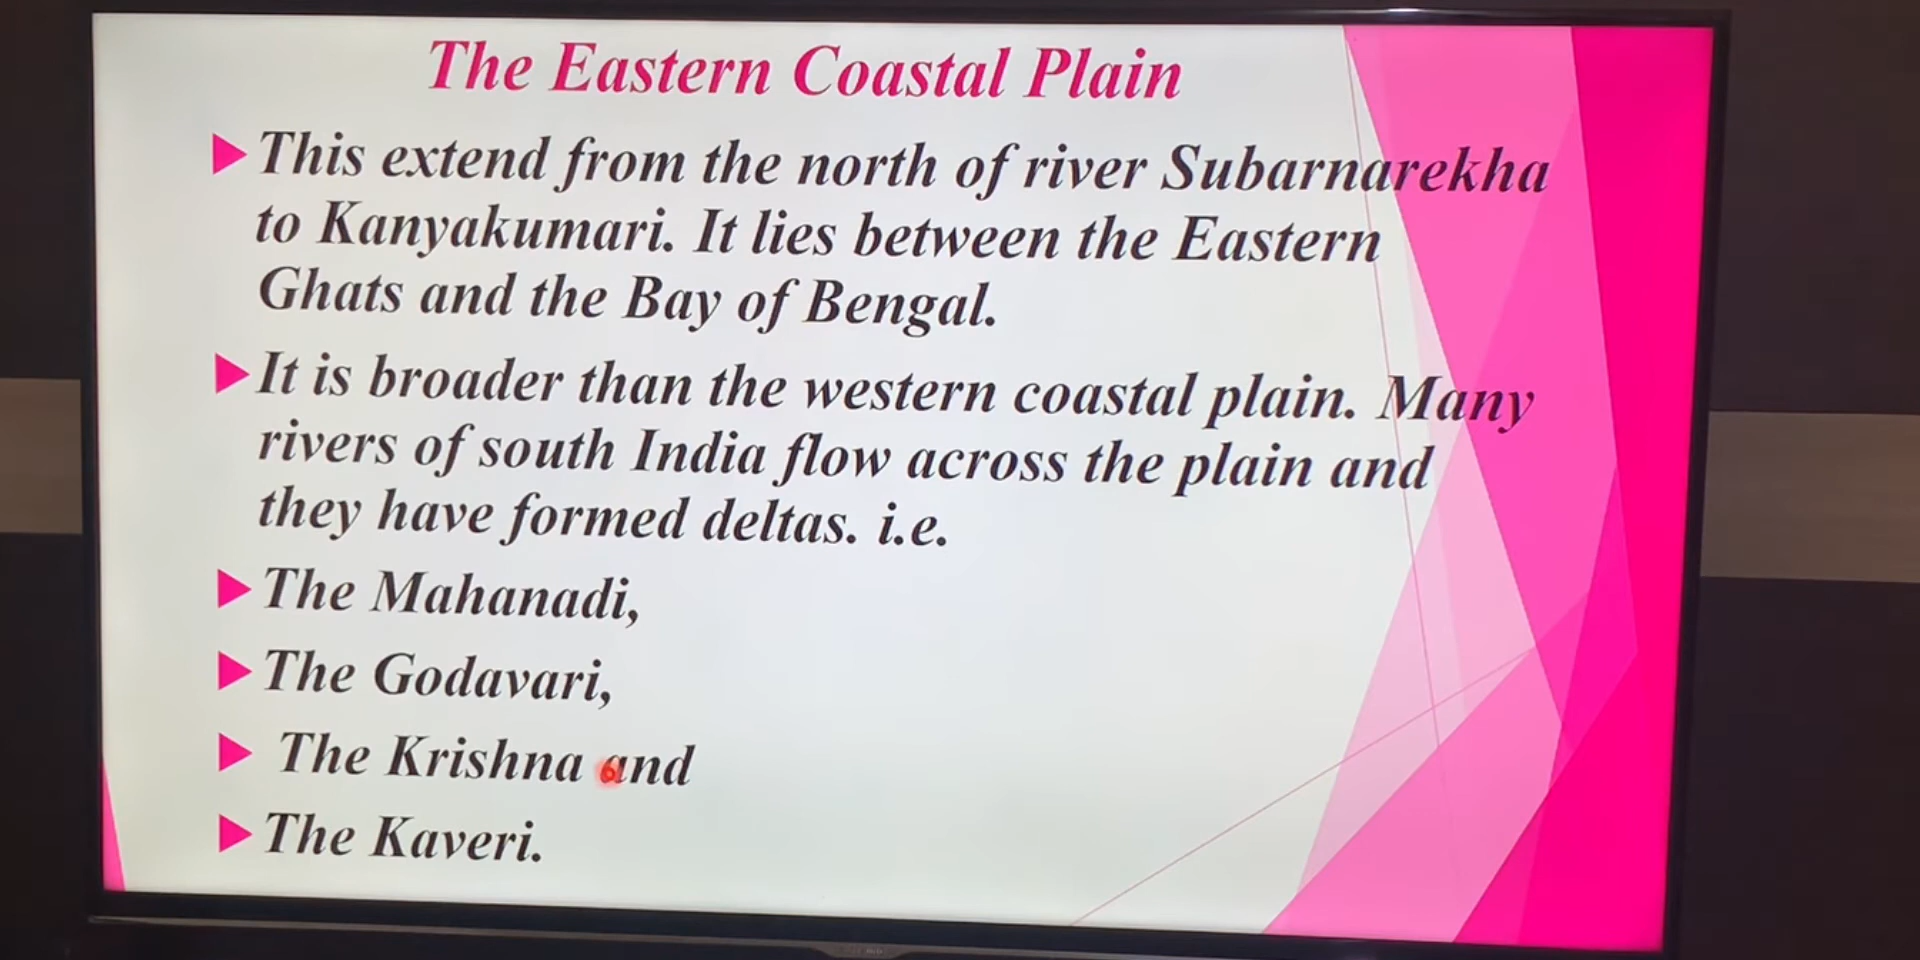 The Eastern Coastal Plain
This extend from the north of river Subarnarekha
to Kanyakumari. It lies between the Eastern
Ghats and the Bay of Bengal.
It is broader than the western coastal plain. Many
rivers of south India flow across the plain and
they have formed deltas. i.e.
The Mahanadi,
The Godavari,
The Krishna and
The Kaveri.